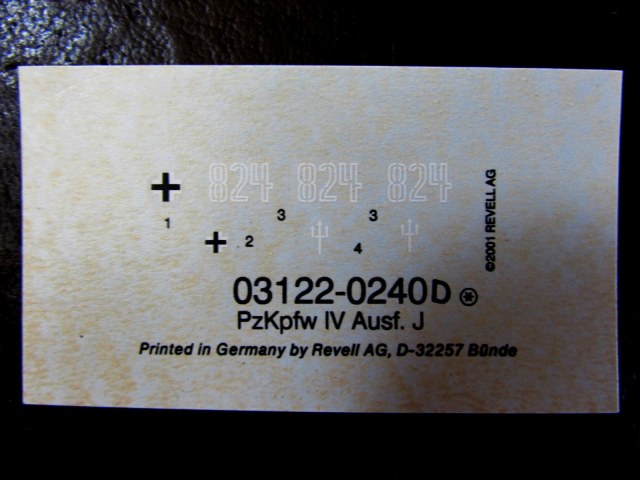 824 824 824
1
3 3
2 4
©2001 REVELL AG
03122-0240D
PzKpfw IV Ausf. J
Printed in Germany by Revell AG, D-32257 Bünde